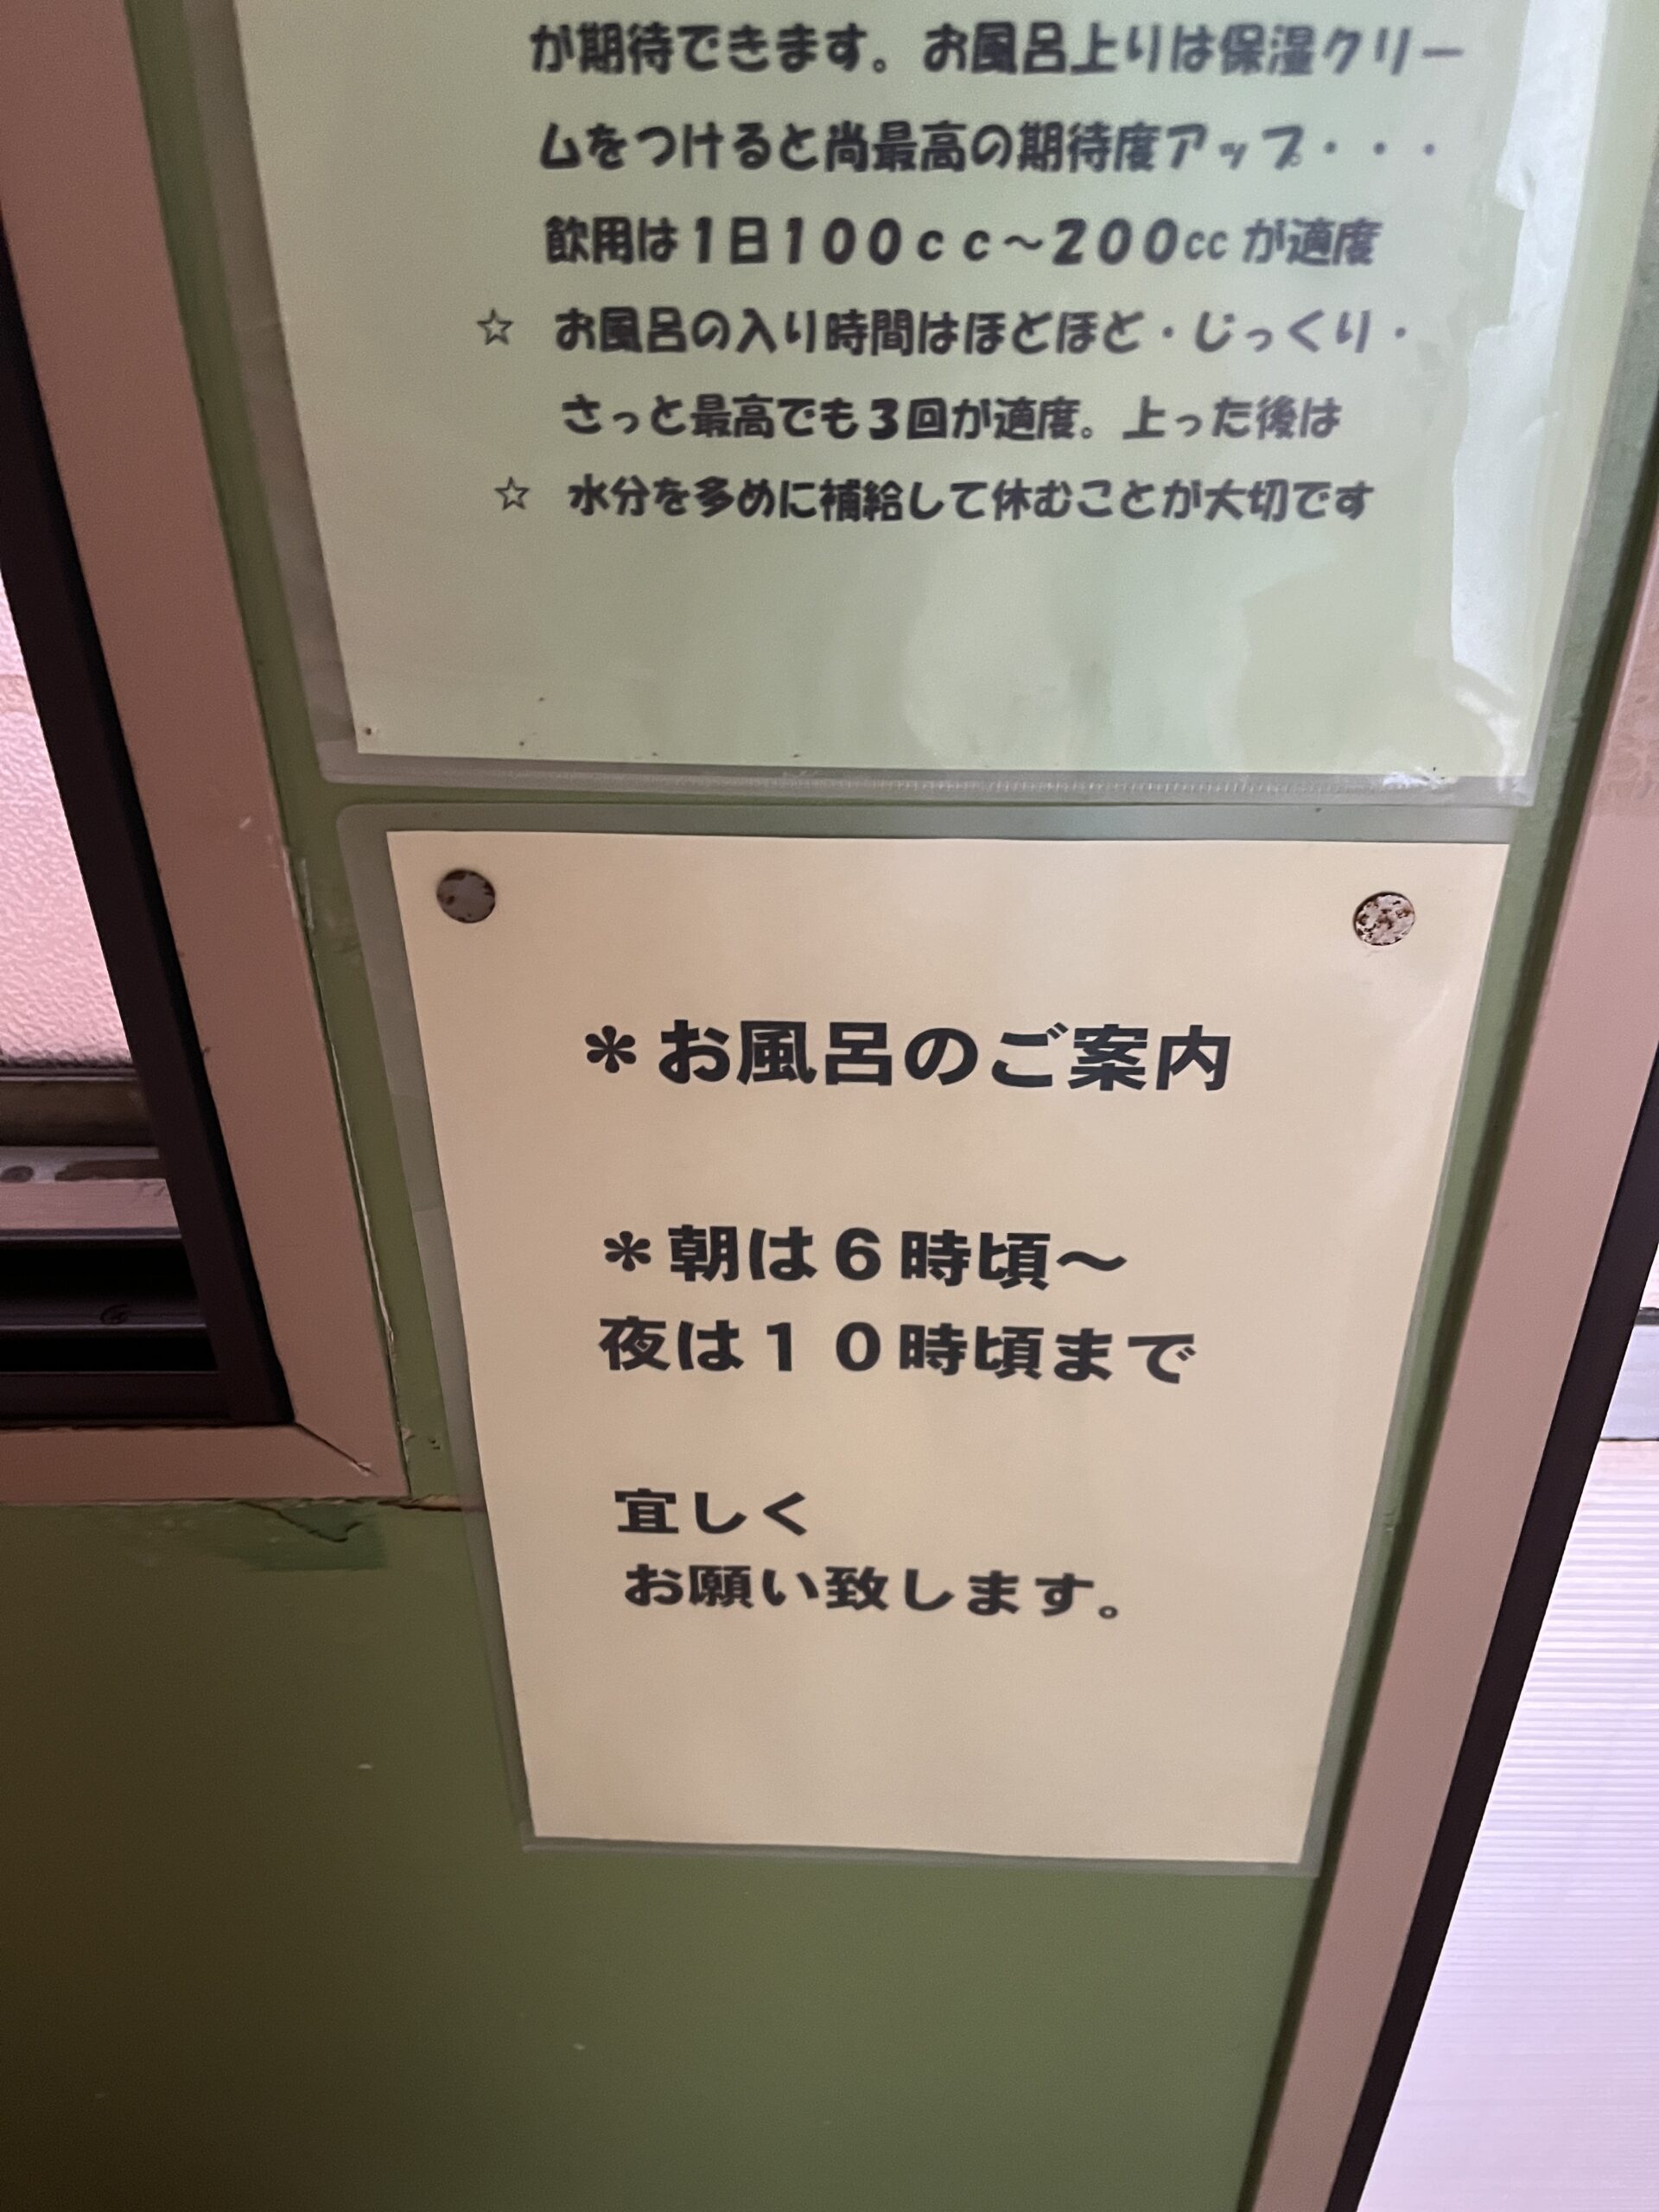 が期待できます。お風呂上りは保湿クリー
ムをつけると尚最高の期待度アップ・・・
飲用は1日100ｃｃ～200cc が適度
☆ お風呂の入り時間はほどほど・じっくり・
さっと最高でも3回が適度。上った後は
☆ 水分を多めに補給して休むことが大切です
＊お風呂のご案内
＊朝は６時頃～
夜は１０時頃まで
宜しく
お願い致します。